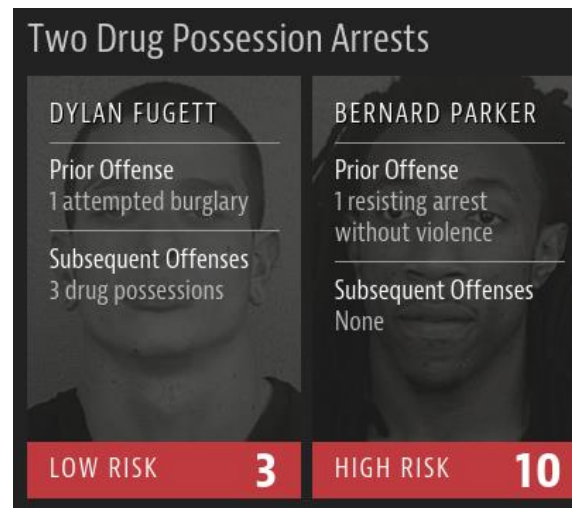 Two Drug Possession Arrests
DYLAN FUGETT
Prior Offense
1 attempted burglary
Subsequent Offenses
3 drug possessions
LOW RISK 3
BERNARD PARKER
Prior Offense
1 resisting arrest
without violence
Subsequent Offenses
None
HIGH RISK 10